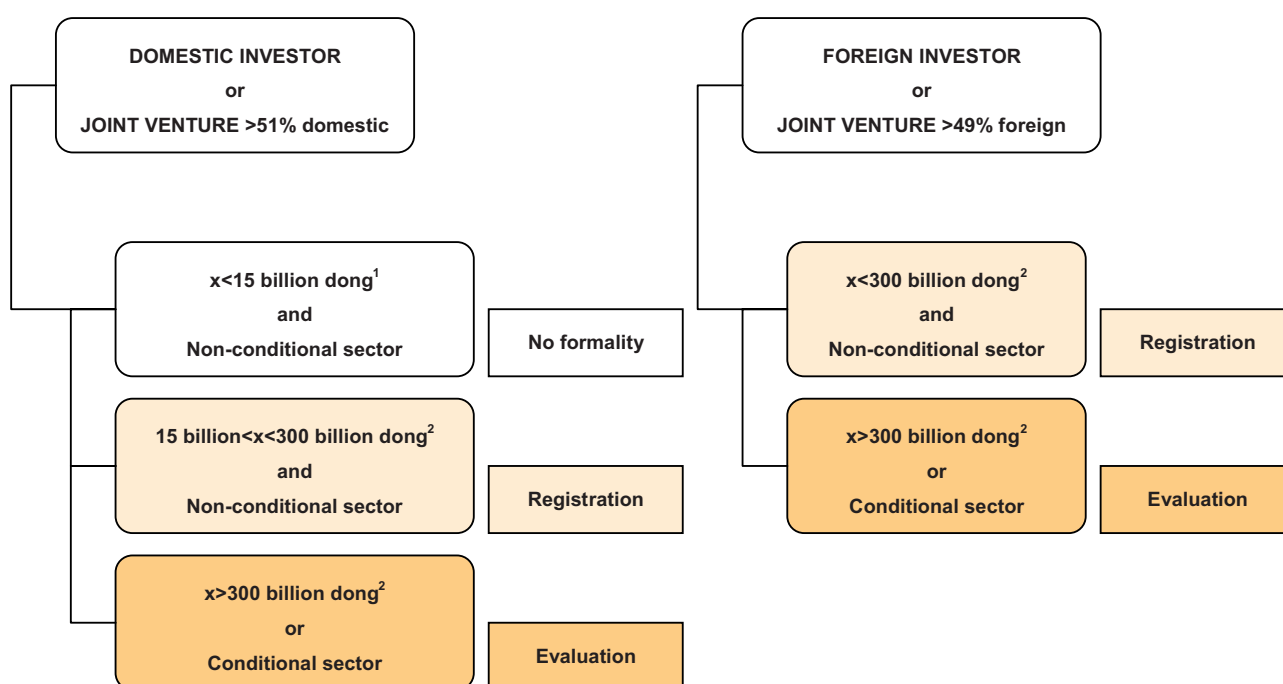 DOMESTIC INVESTOR
or
JOINT VENTURE >51% domestic
x<15 billion dong¹
and
Non-conditional sector
No formality
15 billion<x<300 billion dong²
and
Non-conditional sector
Registration
x>300 billion dong²
or
Conditional sector
Evaluation
FOREIGN INVESTOR
or
JOINT VENTURE >49% foreign
x<300 billion dong²
and
Non-conditional sector
Registration
x>300 billion dong²
or
Conditional sector
Evaluation